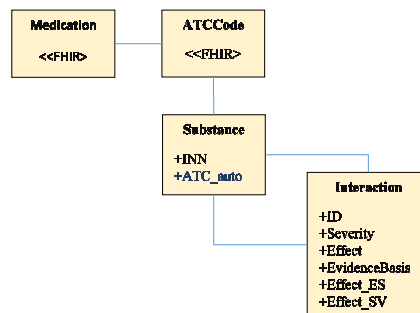 Medication
<<FHIR>
ATCCode
<<FHIR>
Substance
+INN
+ATC_auto
Interaction
+ID
+Severity
+Effect
+EvidenceBasis
+Effect_ES
+Effect_SV